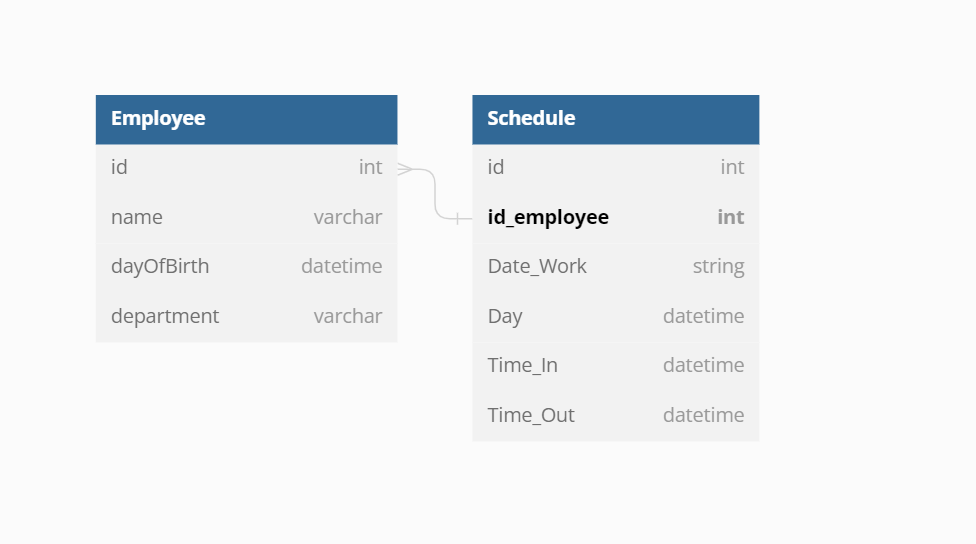 Employee
id int
name varchar
dayOfBirth datetime
department varchar
Schedule
id int
id_employee int
Date_Work string
Day datetime
Time_In datetime
Time_Out datetime